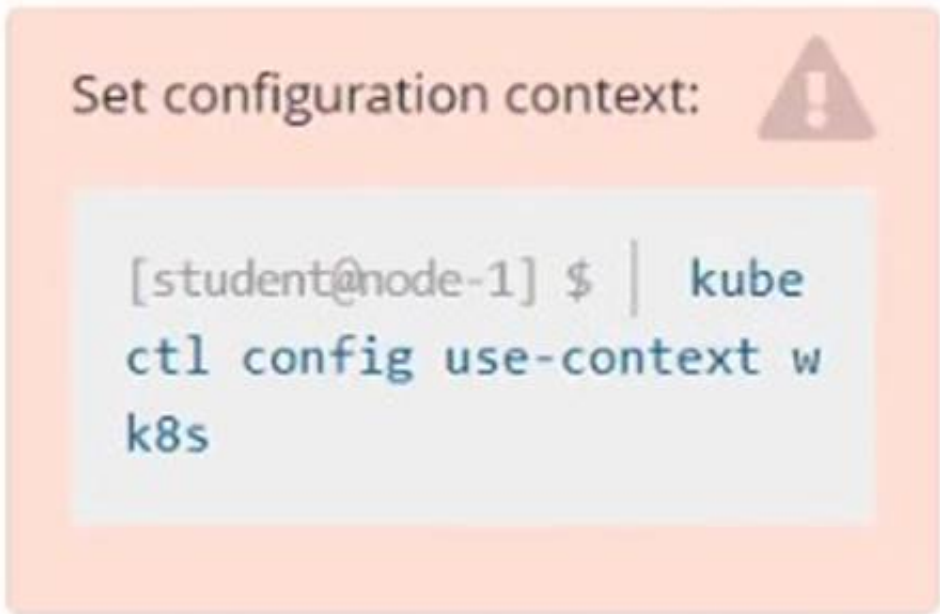 Set configuration context:
[student@node-1] $ | kube
ctl config use-context w
k8s